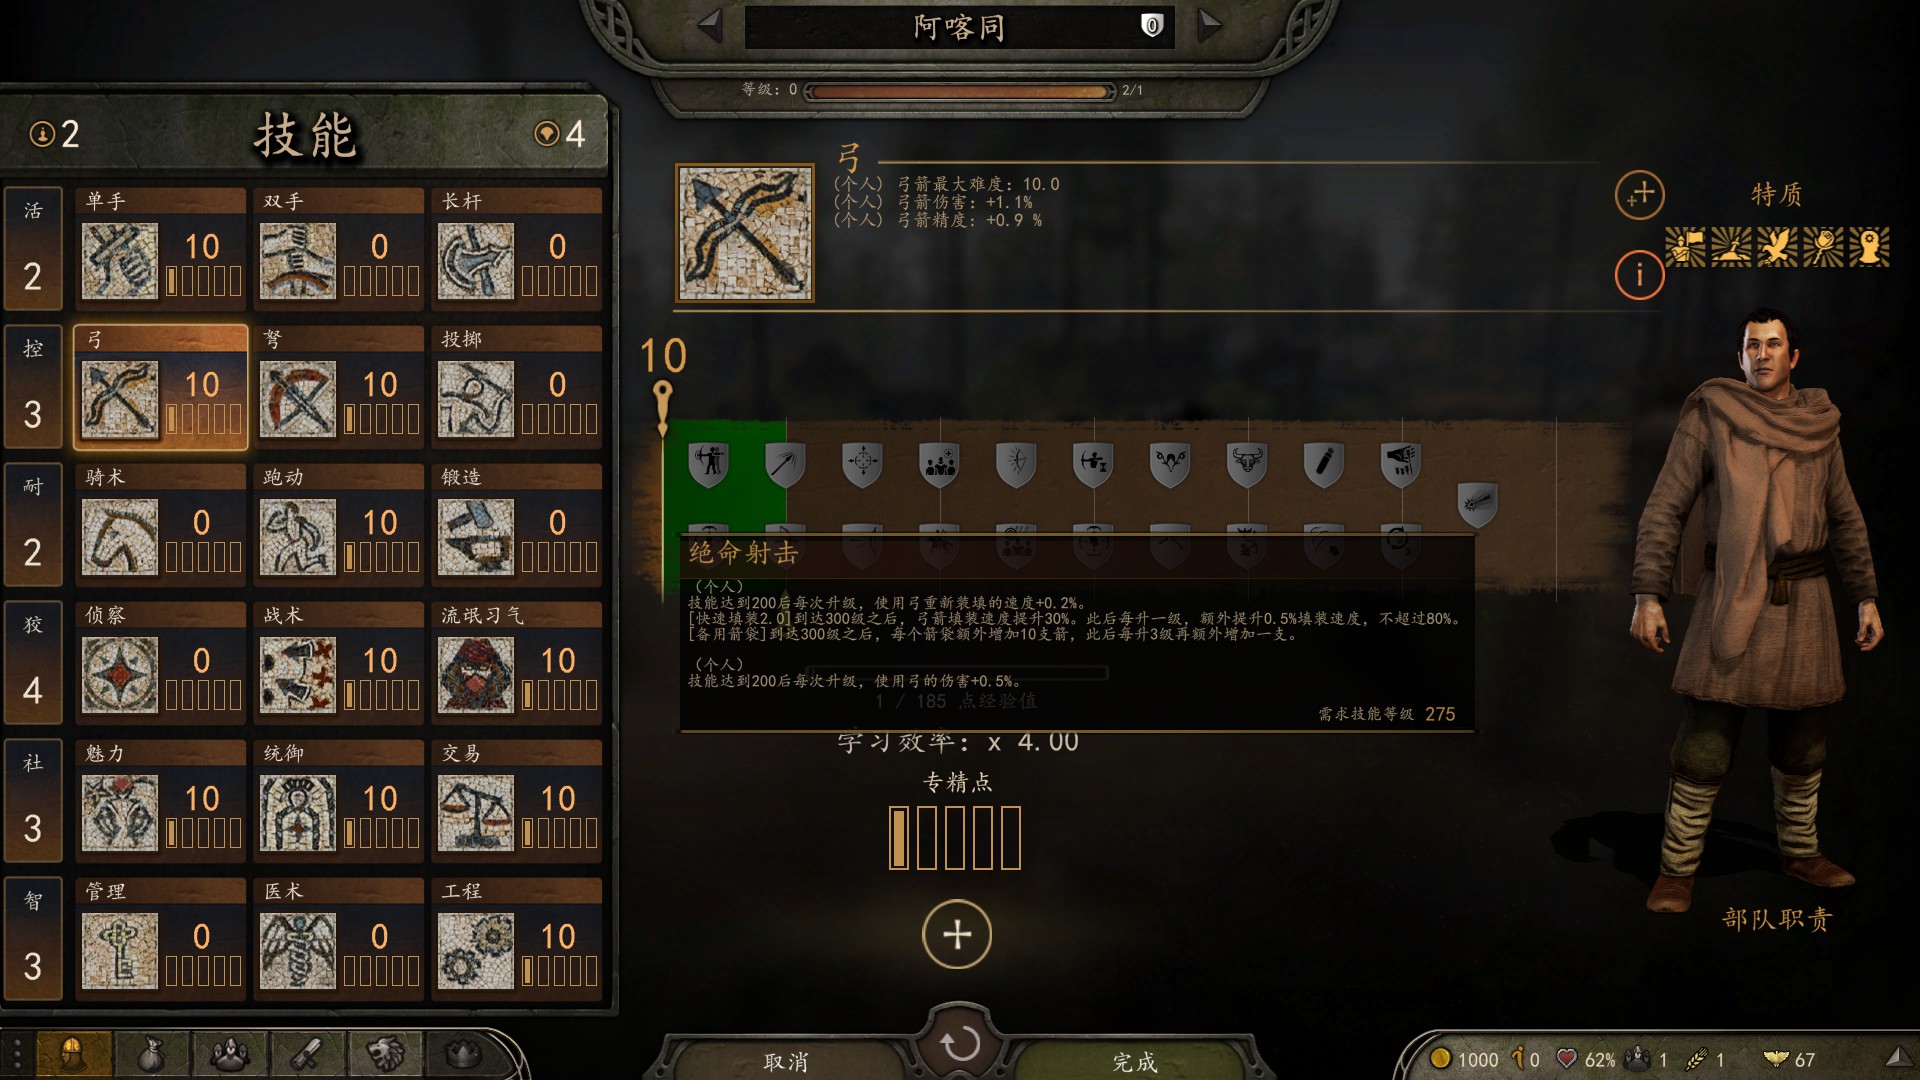 阿喀同
0
等级: 0
2/1
2
技能
4
活
2
单手
10
双手
0
长杆
0
控
3
弓
10
弩
10
投掷
0
耐
2
骑术
0
跑动
10
锻造
0
狡
4
侦察
0
战术
10
流氓习气
10
社
3
魅力
10
统御
10
交易
10
智
3
管理
0
医术
0
工程
10
弓
(个人) 弓箭最大难度: 10.0
(个人) 弓箭伤害: +1.1%
(个人) 弓箭精度: +0.9 %
特质
10
绝命射击
(个人)
技能达到200后每次升级，使用弓重新装填的速度+0.2%。
[快速填装2.0]到达300级之后，弓箭填装速度提升30%。此后每升一级，额外提升0.5%填装速度，不超过80%。
[备用箭袋]到达300级之后，每个箭袋额外增加10支箭，此后每升3级再额外增加一支。
(个人)
技能达到200后每次升级，使用弓的伤害+0.5%。
1 / 185 点经验值
需求技能等级 275
学习效率: x 4.00
专精点
部队职责
取消
完成
1000
0
62%
1
1
67